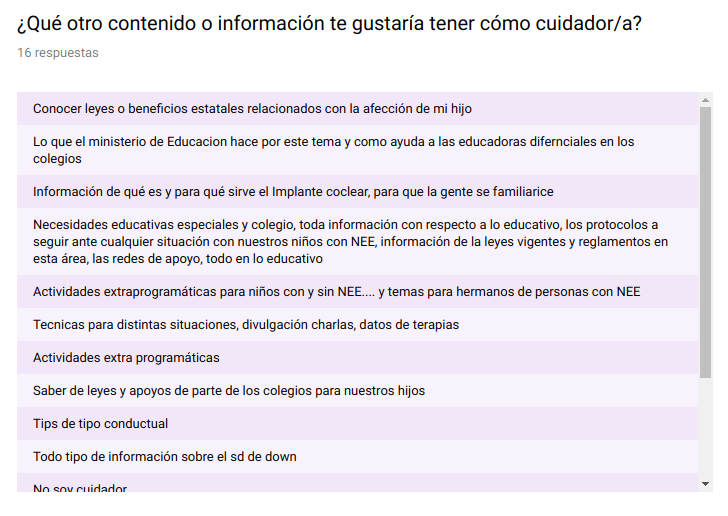 ¿Qué otro contenido o información te gustaría tener cómo cuidador/a?
16 respuestas
Conocer leyes o beneficios estatales relacionados con la afección de mi hijo
Lo que el ministerio de Educacion hace por este tema y como ayuda a las educadoras difernciales en los
colegios
Información de qué es y para qué sirve el Implante coclear, para que la gente se familiarice
Necesidades educativas especiales y colegio, toda información con respecto a lo educativo, los protocolos a
seguir ante cualquier situación con nuestros niños con NEE, información de la leyes vigentes y reglamentos en
esta área, las redes de apoyo, todo en lo educativo
Actividades extraprogramáticas para niños con y sin NEE.... y temas para hermanos de personas con NEE
Tecnicas para distintas situaciones, divulgación charlas, datos de terapias
Actividades extra programáticas
Saber de leyes y apoyos de parte de los colegios para nuestros hijos
Tips de tipo conductual
Todo tipo de información sobre el sd de down
No soy cuidador